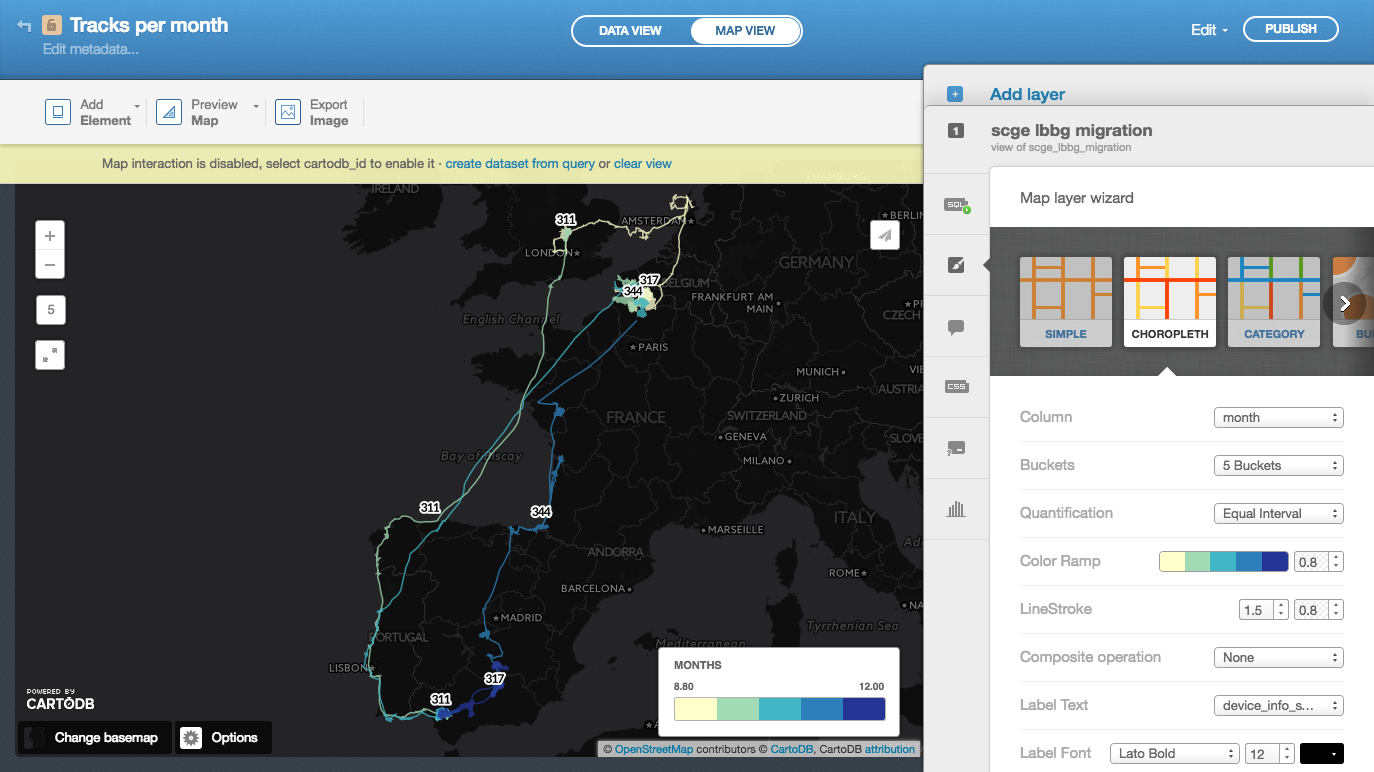 Tracks per month
Edit metadata...
DATA VIEW
MAP VIEW
Edit
PUBLISH
Add Element
Preview Map
Export Image
Map interaction is disabled, select cartodb_id to enable it · create dataset from query or clear view
Add layer
1
scge lbbg migration
view of scge_lbbg_migration
SQL
CSS
Map layer wizard
SIMPLE
CHOROPLETH
CATEGORY
BU
Column
month
Buckets
5 Buckets
Quantification
Equal Interval
Color Ramp
0.8
LineStroke
1.5
0.8
Composite operation
None
Label Text
device_info_s...
Label Font
Lato Bold
12
+
−
5
HAMBURG
IRELAND
311
AMSTERDAM
BERLIN
LONDON
GERMANY
317
BELGIUM
344
FRANKFURT AM MAIN
PR
CZECH
English Channel
PARIS
MUNICH
VIE
AUSTRIA
ZURICH
FRANCE
SWITZERLAND
GENEVA
SLOVE
MILANO
Bay of Biscay
311
344
ITALY
MARSEILLE
Adri
ANDORRA
ROME
BARCELONA
NA
MADRID
Tyrrhenian Sea
PORTUGAL
Mediterranean
LISBON
317
311
MONTHS
8.80
12.00
POWERED BY
CARTODB
Change basemap
Options
© OpenStreetMap contributors © CartoDB, CartoDB attribution